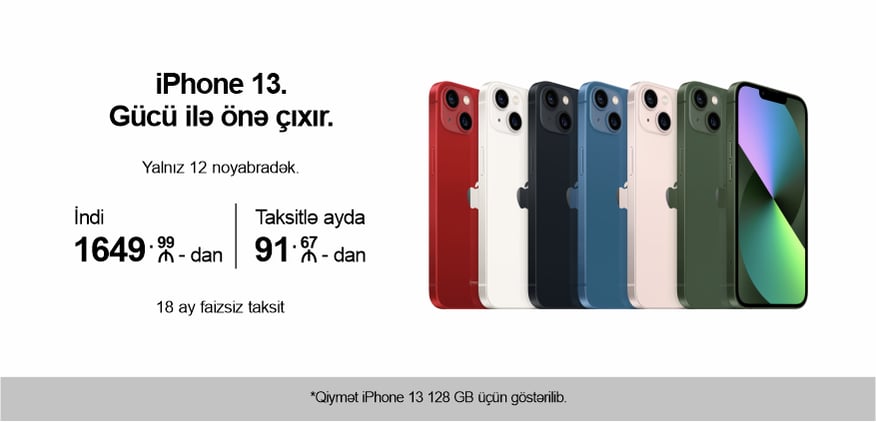 iPhone 13.
Gücü ilə önə çıxır.
Yalnız 12 noyabradək.
İndi
1649.99 ₼ - dan
Taksitlə ayda
91.67 ₼ - dan
18 ay faizsiz taksit
*Qiymət iPhone 13 128 GB üçün göstərilib.